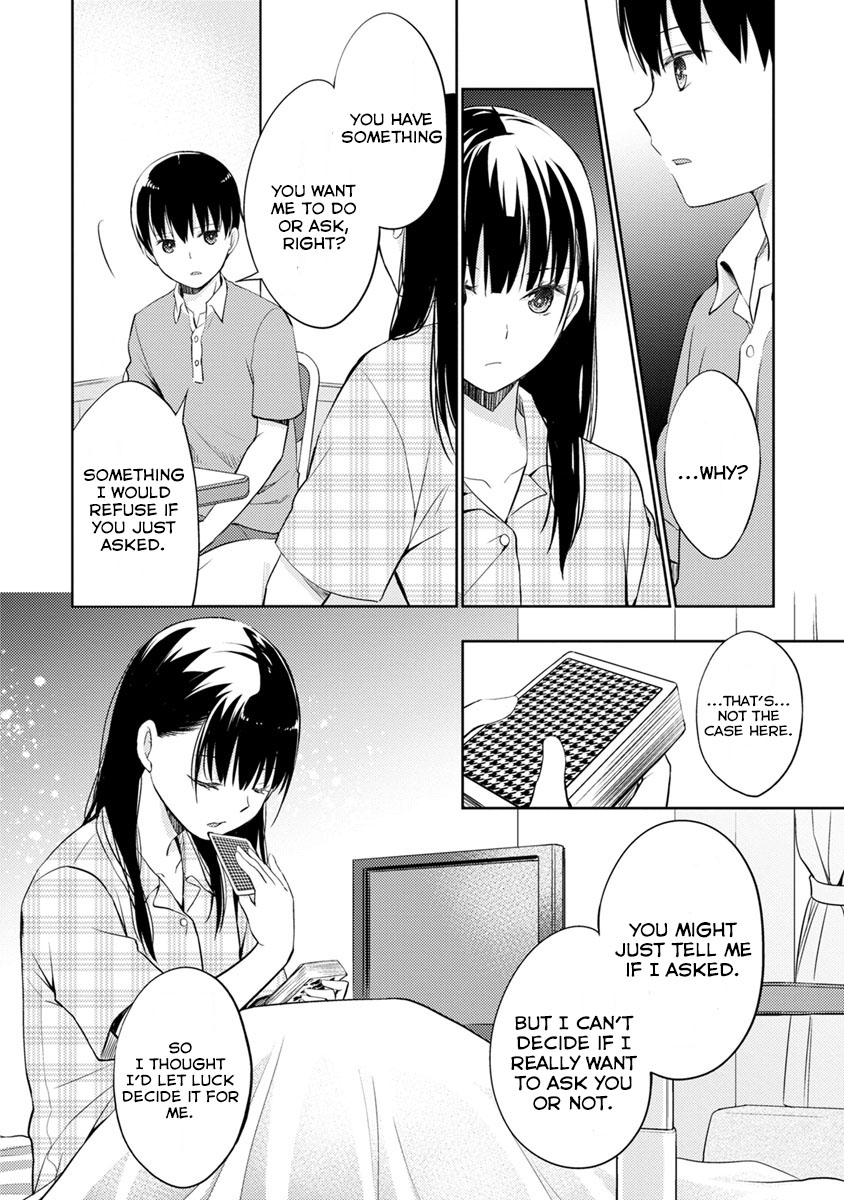 ...WHY?
YOU HAVE
SOMETHING
YOU WANT
ME TO DO
OR ASK,
RIGHT?
SOMETHING
I WOULD
REFUSE IF
YOU JUST
ASKED.
...THAT'S...
NOT THE
CASE HERE.
YOU MIGHT
JUST TELL ME
IF I ASKED.
BUT I CAN'T
DECIDE IF I
REALLY WANT
TO ASK YOU
OR NOT.
SO
I THOUGHT
I'D LET LUCK
DECIDE IT FOR
ME.